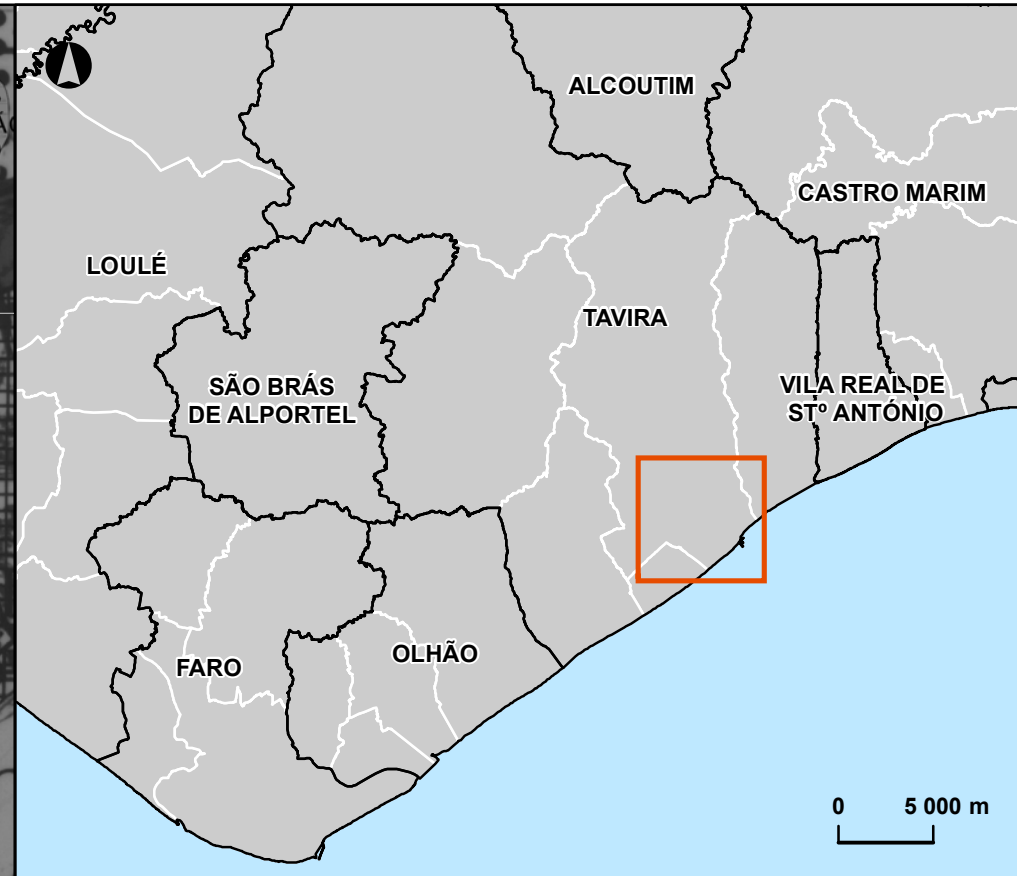 ALCOUTIM
CASTRO MARIM
LOULÉ
TAVIRA
SÃO BRÁS
DE ALPORTEL
VILA REAL DE
STº ANTÓNIO
OLHÃO
FARO
0 5 000 m